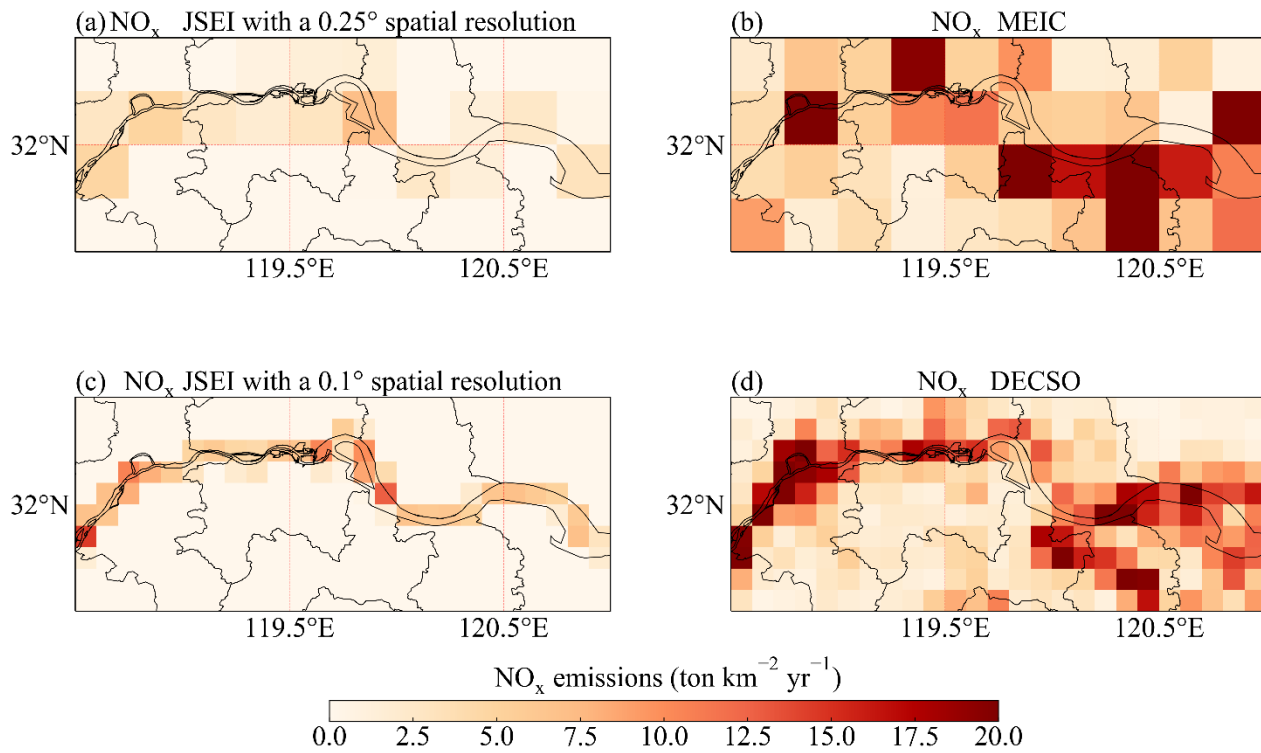 (a) NOₓ JSEI with a 0.25° spatial resolution
NOₓ MEIC
(b)
32°N
32°N
119.5°E
120.5°E
119.5°E
120.5°E
(c) NOₓ JSEI with a 0.1° spatial resolution
(d) NOₓ DECSO
32°N
32°N
119.5°E
120.5°E
119.5°E
120.5°E
NOₓ emissions (ton km⁻² yr⁻¹)
0.0 2.5 5.0 7.5 10.0 12.5 15.0 17.5 20.0